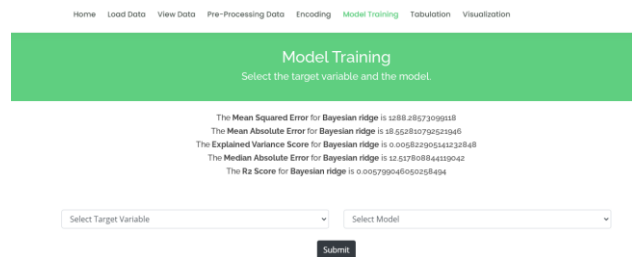 Home Load Data View Data Pre-Processing Data Encoding Model Training Tabulation Visualization
Model Training
Select the target variable and the model.
The Mean Squared Error for Bayesian ridge is 1288.28573099118
The Mean Absolute Error for Bayesian ridge is 18.552810792521946
The Explained Variance Score for Bayesian ridge is 0.005822905141232848
The Median Absolute Error for Bayesian ridge is 12.517808844119042
The R2 Score for Bayesian ridge is 0.005799046050258494
Select Target Variable Select Model
Submit